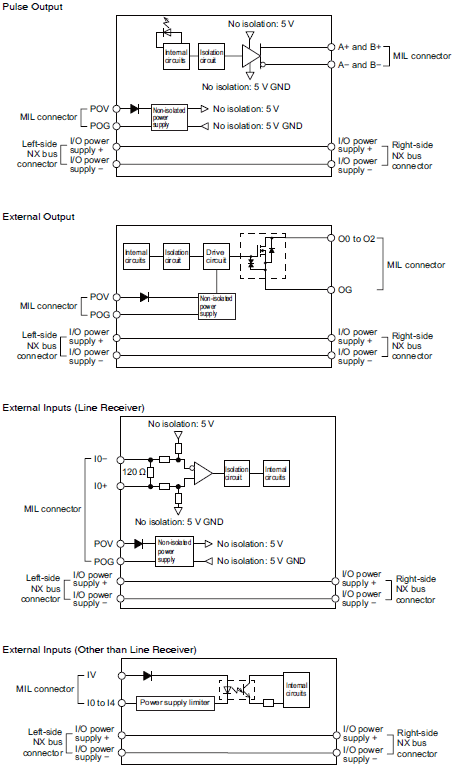 Pulse Output
No isolation: 5 V
Internal circuits
Isolation circuit
A+ and B+
A− and B−
MIL connector
No isolation: 5 V GND
MIL connector
POV
POG
Non-isolated power supply
No isolation: 5 V
No isolation: 5 V GND
Left-side NX bus connector
I/O power supply +
I/O power supply −
I/O power supply +
I/O power supply −
Right-side NX bus connector
External Output
Internal circuits
Isolation circuit
Drive circuit
O0 to O2
OG
MIL connector
MIL connector
POV
POG
Non-isolated power supply
Left-side NX bus connector
I/O power supply +
I/O power supply −
I/O power supply +
I/O power supply −
Right-side NX bus connector
External Inputs (Line Receiver)
No isolation: 5 V
I0−
120 Ω
I0+
Isolation circuit
Internal circuits
MIL connector
No isolation: 5 V GND
POV
POG
Non-isolated power supply
No isolation: 5 V
No isolation: 5 V GND
Left-side NX bus connector
I/O power supply +
I/O power supply −
I/O power supply +
I/O power supply −
Right-side NX bus connector
External Inputs (Other than Line Receiver)
MIL connector
IV
I0 to I4
Power supply limiter
Internal circuits
Left-side NX bus connector
I/O power supply +
I/O power supply −
I/O power supply +
I/O power supply −
Right-side NX bus connector